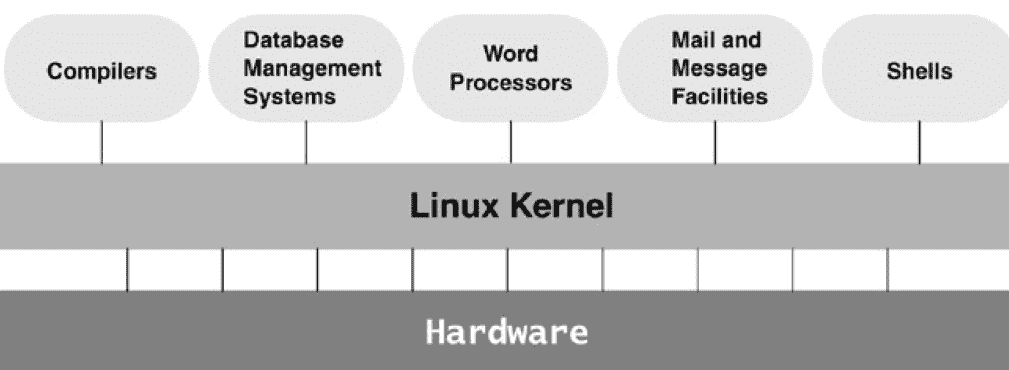 Compilers
Database
Management
Systems
Word
Processors
Mail and
Message
Facilities
Shells
Linux Kernel
Hardware